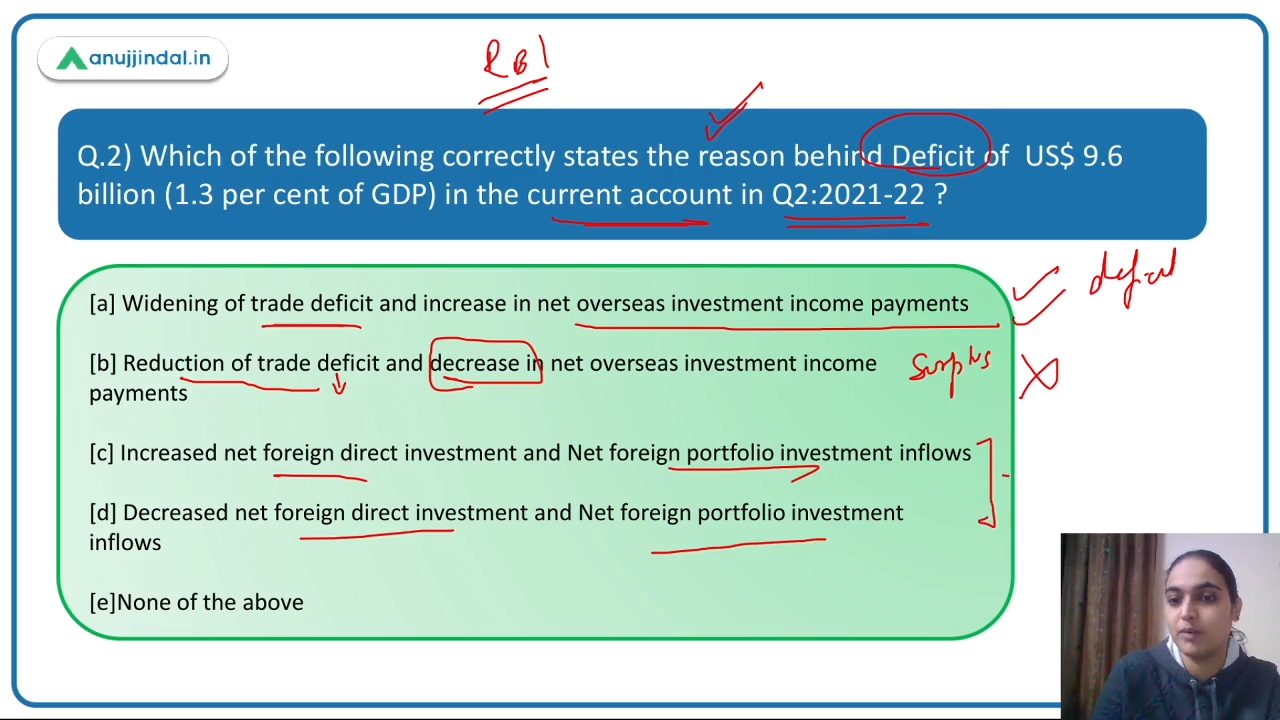 anujjindal.in
RBI
Q.2) Which of the following correctly states the reason behind Deficit of US$ 9.6
billion (1.3 per cent of GDP) in the current account in Q2:2021-22 ?
[a] Widening of trade deficit and increase in net overseas investment income payments
deficit
[b] Reduction of trade deficit and decrease in net overseas investment income
payments
Surplus
[c] Increased net foreign direct investment and Net foreign portfolio investment inflows
[d] Decreased net foreign direct investment and Net foreign portfolio investment
inflows
[e]None of the above